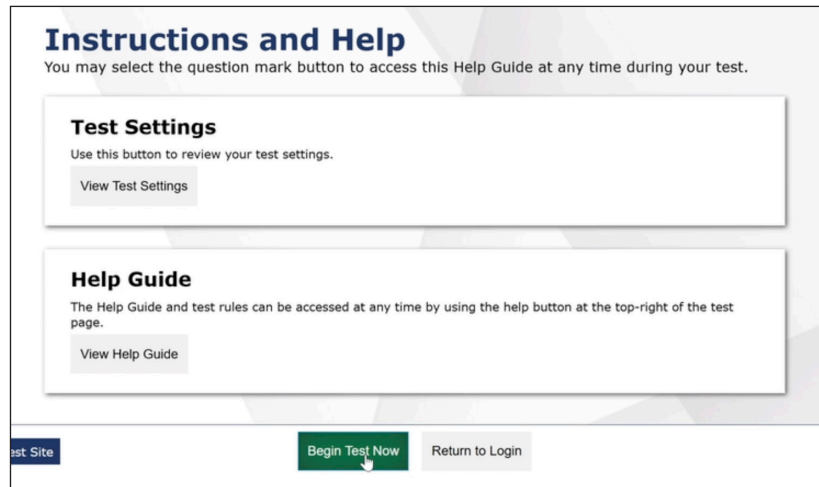 Instructions and Help
You may select the question mark button to access this Help Guide at any time during your test.
Test Settings
Use this button to review your test settings.
View Test Settings
Help Guide
The Help Guide and test rules can be accessed at any time by using the help button at the top-right of the test
page.
View Help Guide
est Site
Begin Test Now
Return to Login